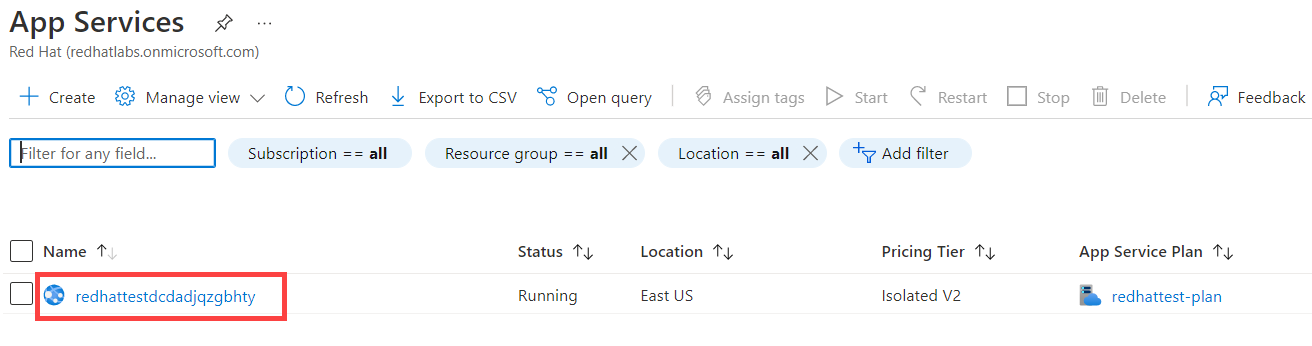 App Services
Red Hat (redhatlabs.onmicrosoft.com)
Create Manage view Refresh Export to CSV Open query Assign tags Start Restart Stop Delete Feedback
Filter for any field... Subscription == all Resource group == all Location == all Add filter
Name Status Location Pricing Tier App Service Plan
redhattestdcdadjqzgbhty Running East US Isolated V2 redhattest-plan